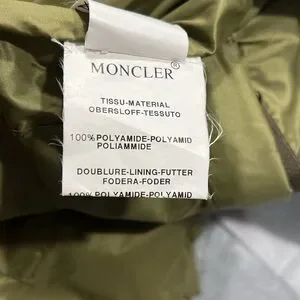 MONCLER®
TISSU-MATERIAL
OBERSLOFF-TESSUTO
100% POLYAMIDE-POLYAMID
POLIAMMIDE
DOUBLURE-LINING-FUTTER
FODERA-FODER
100% POLYAMIDE-POLYAMID